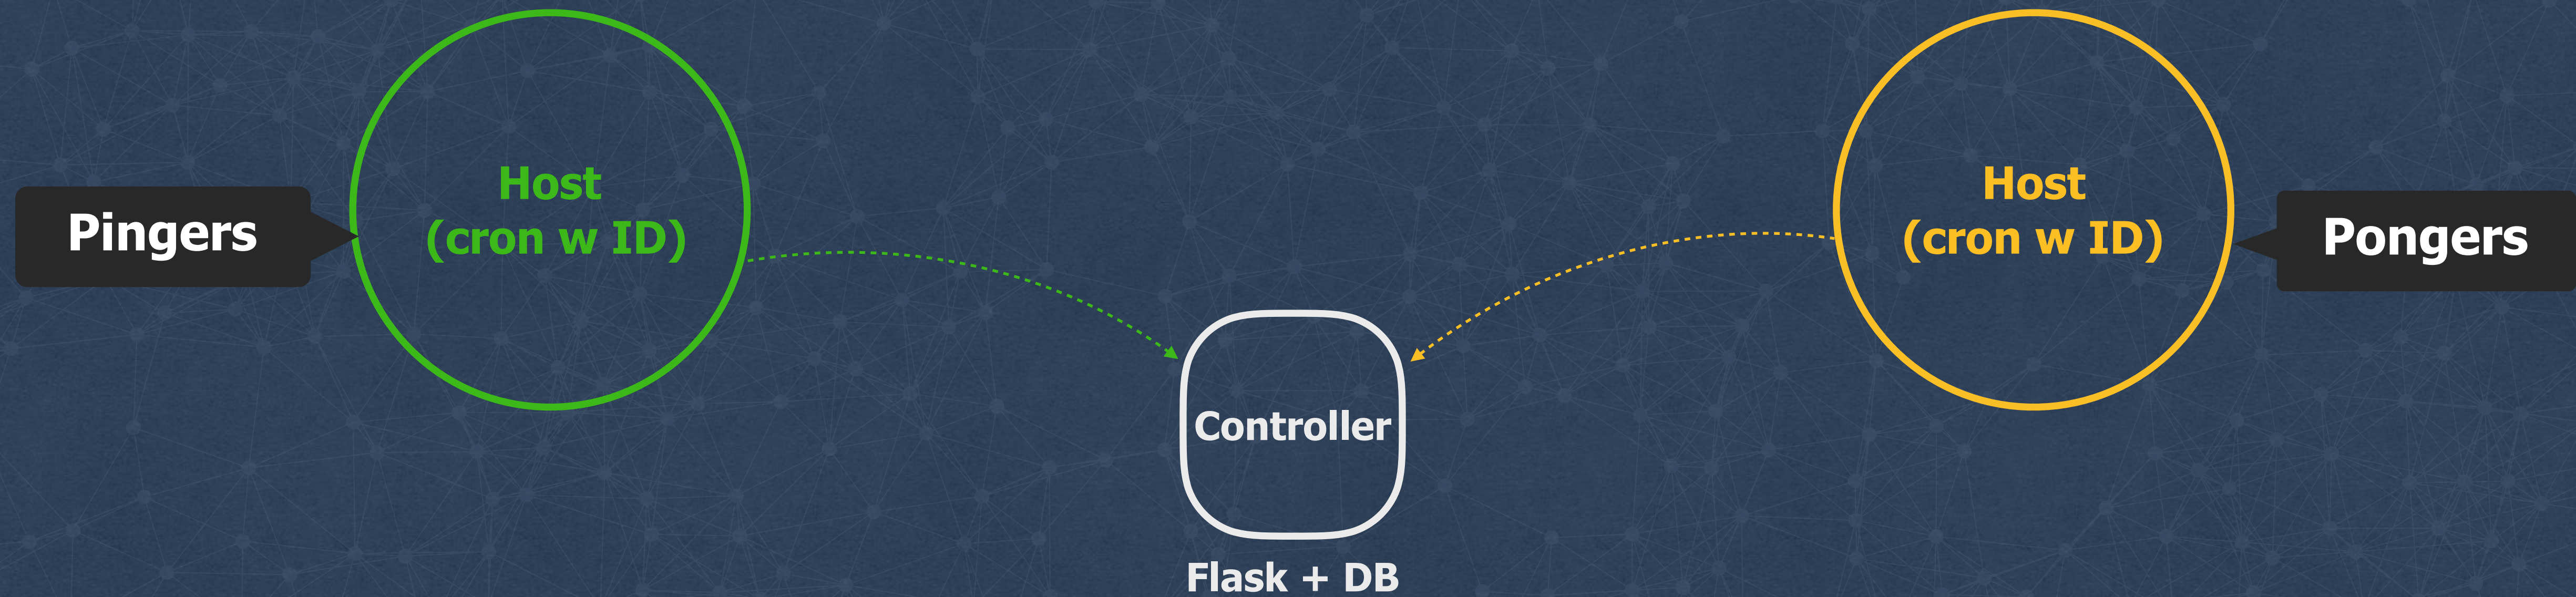 Pingers
Host
(cron w ID)
Host
(cron w ID)
Pongers
Controller
Flask + DB